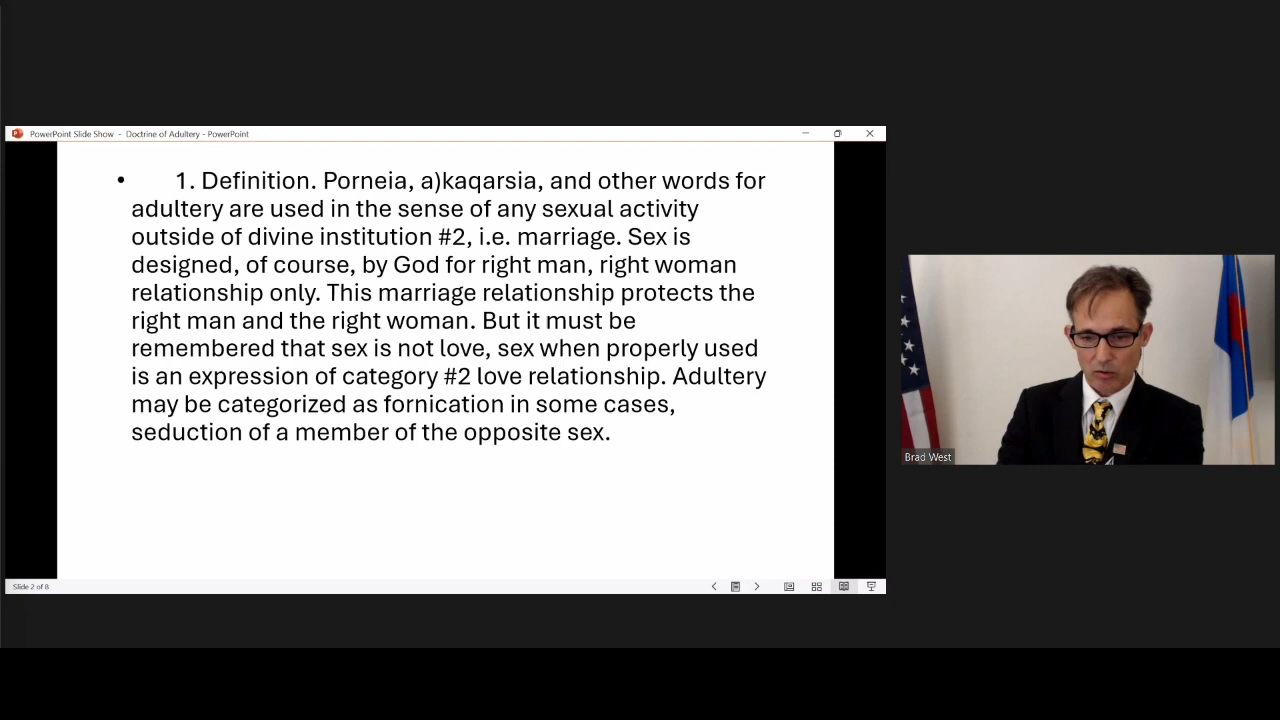 PowerPoint Slide Show - Doctrine of Adultery - PowerPoint
• 1. Definition. Porneia, a)kaqarsia, and other words for
adultery are used in the sense of any sexual activity
outside of divine institution #2, i.e. marriage. Sex is
designed, of course, by God for right man, right woman
relationship only. This marriage relationship protects the
right man and the right woman. But it must be
remembered that sex is not love, sex when properly used
is an expression of category #2 love relationship. Adultery
may be categorized as fornication in some cases,
seduction of a member of the opposite sex.
Slide 2 of 8
Brad West